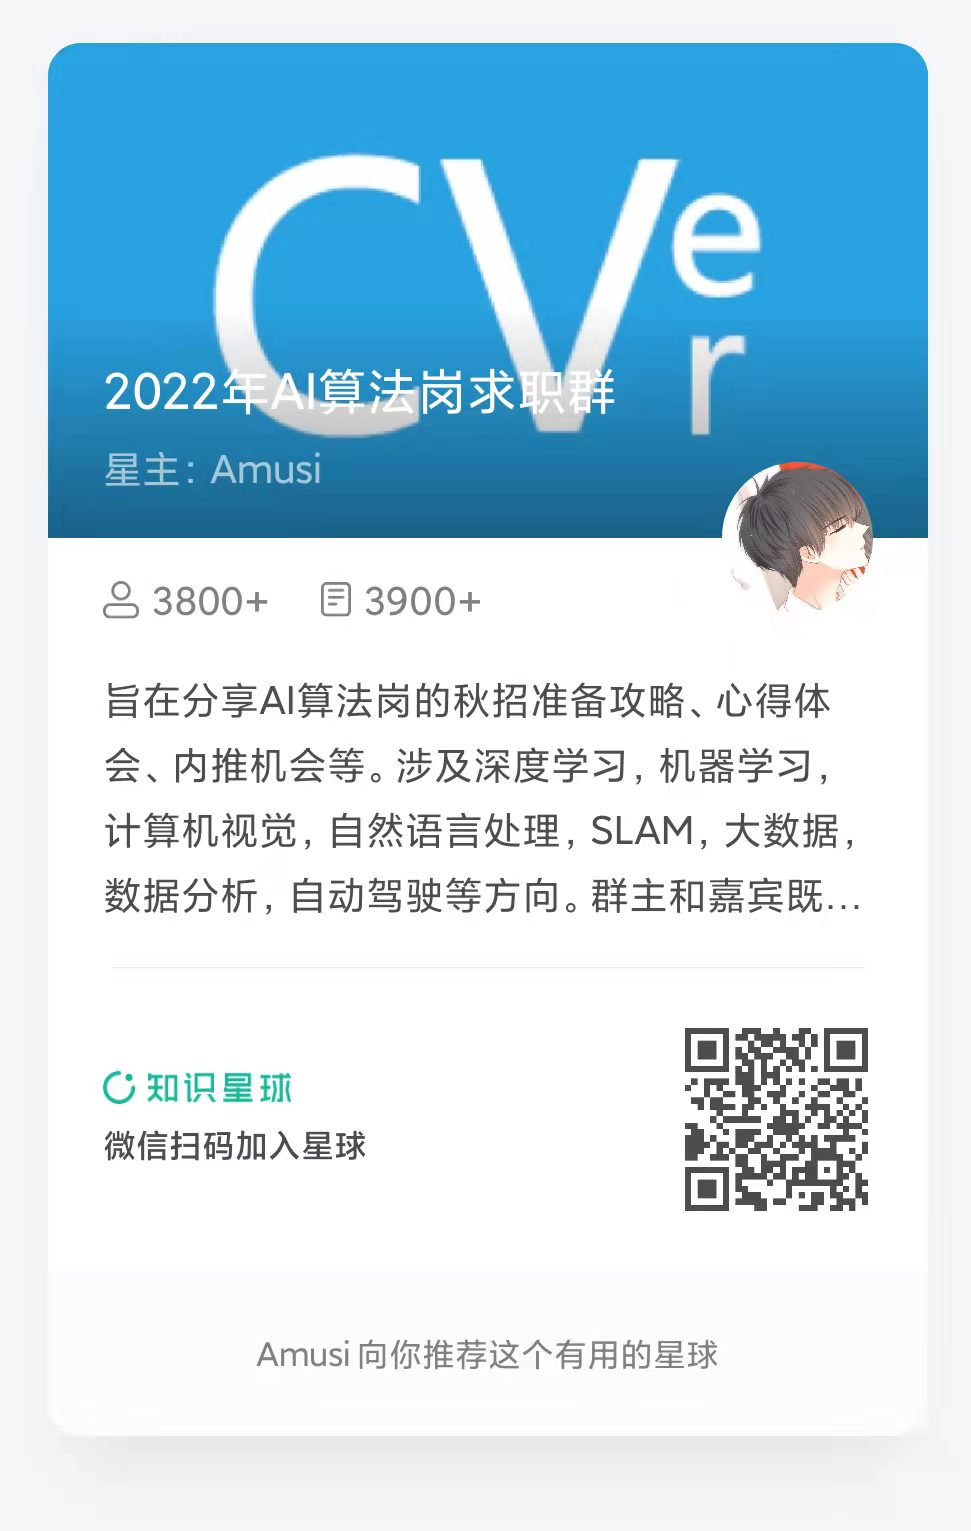 CVer
2022年AI算法岗求职群
星主：Amusi
3800+ 3900+
旨在分享AI算法岗的秋招准备攻略、心得体
会、内推机会等。涉及深度学习，机器学习，
计算机视觉，自然语言处理，SLAM，大数据，
数据分析，自动驾驶等方向。群主和嘉宾既...
知识星球
微信扫码加入星球
Amusi 向你推荐这个有用的星球